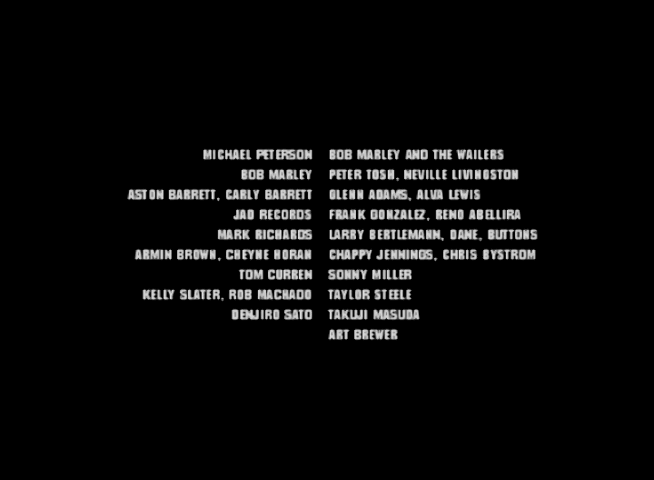 MICHAEL PETERSON BOB MARLEY AND THE WAILERS
BOB MARLEY PETER TOSH, NEVILLE LIVINGSTON
ASTON BARRETT, CARLY BARRETT GLENN ADAMS, ALVA LEWIS
JAD RECORDS FRANK GONZALEZ, RENO ABELLIRA
MARK RICHARDS LARRY BERTLEMANN, DANE, BUTTONS
ARMIN BROWN, CHEYNE HORAN CHAPPY JENNINGS, CHRIS BYSTROM
TOM CURREN SONNY MILLER
KELLY SLATER, ROB MACHADO TAYLOR STEELE
DENJIRO SATO TAKUJI MASUDA
ART BREWER